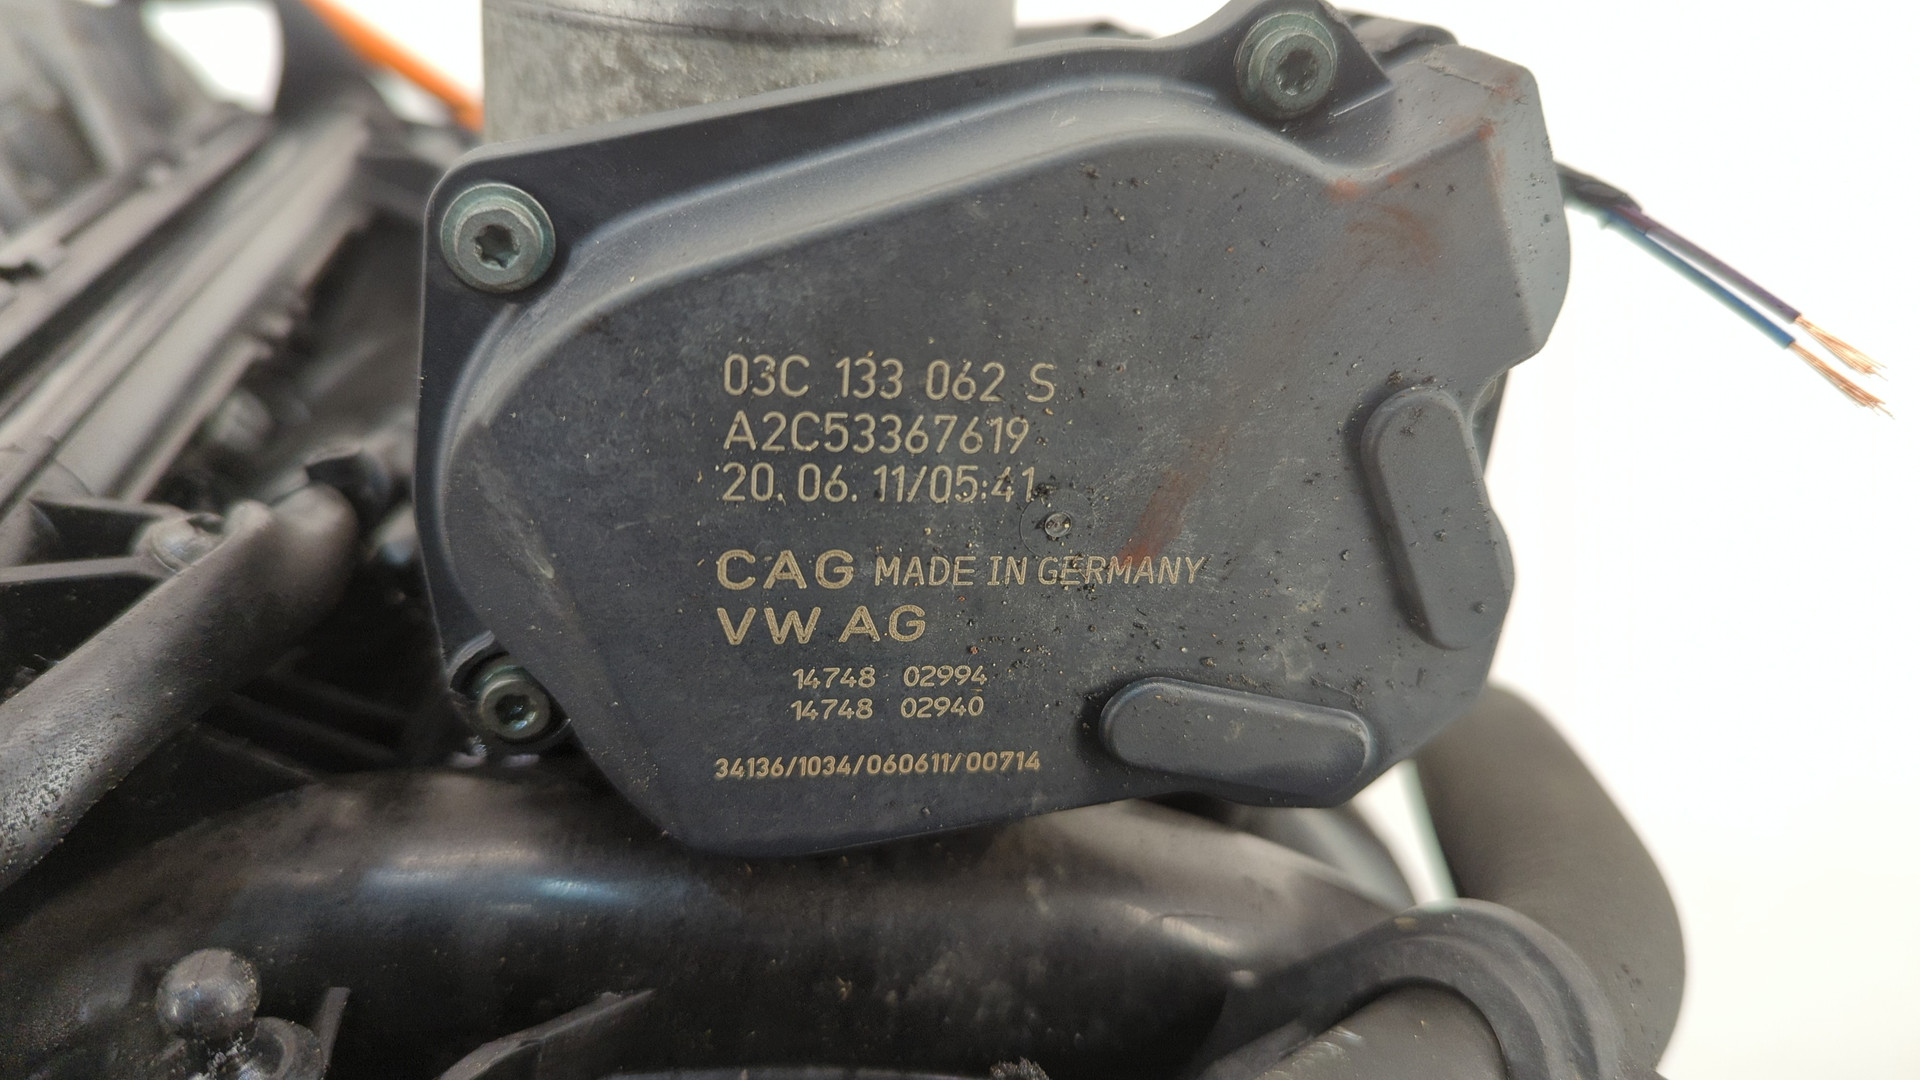 03C 133 062 S
A2C53367619
20.06.11/05:41
CAG MADE IN GERMANY
VW AG
14748 02994
14748 02940
34136/1034/060611/00714